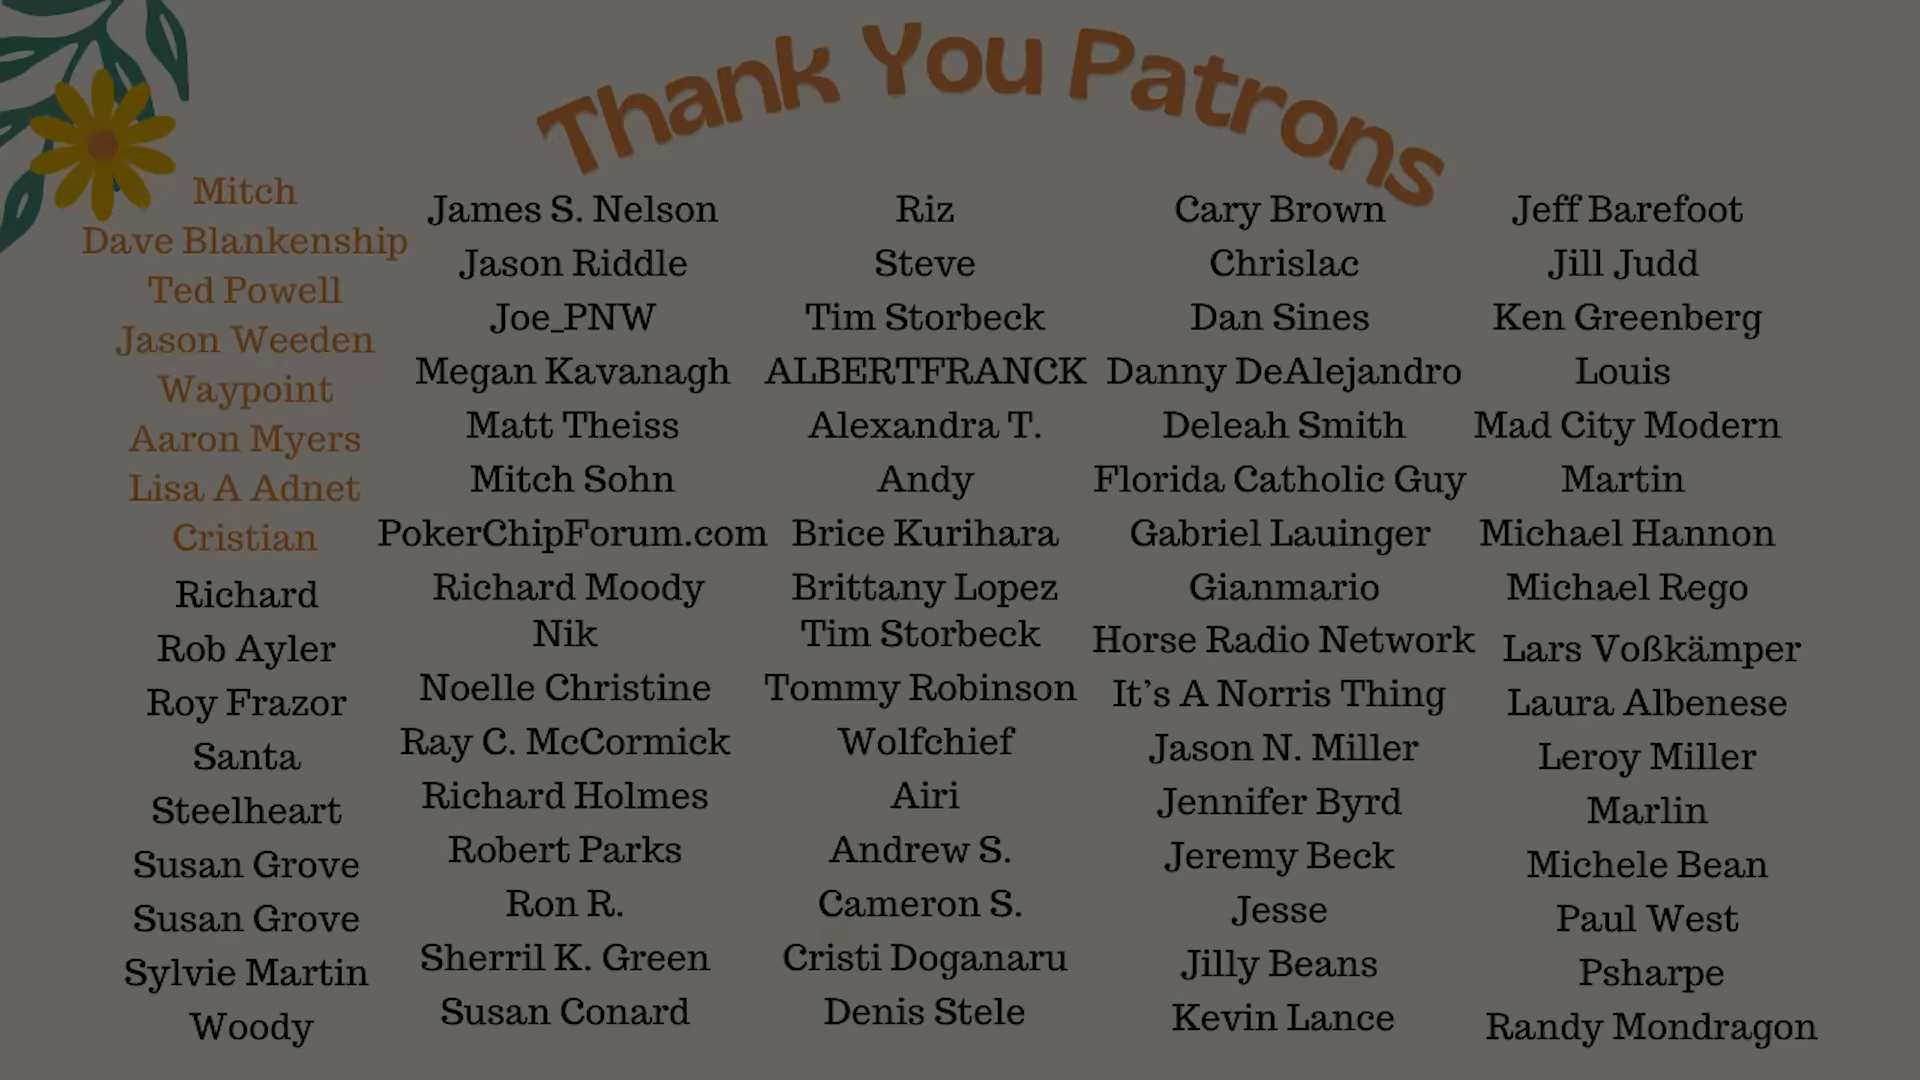 Thank You Patrons
Mitch
Dave Blankenship
Ted Powell
Jason Weeden
Waypoint
Aaron Myers
Lisa A Adnet
Cristian
Richard
Rob Ayler
Roy Frazor
Santa
Steelheart
Susan Grove
Susan Grove
Sylvie Martin
Woody
James S. Nelson
Jason Riddle
Joe_PNW
Megan Kavanagh
Matt Theiss
Mitch Sohn
PokerChipForum.com
Richard Moody
Nik
Noelle Christine
Ray C. McCormick
Richard Holmes
Robert Parks
Ron R.
Sherril K. Green
Susan Conard
Riz
Steve
Tim Storbeck
ALBERTFRANCK
Alexandra T.
Andy
Brice Kurihara
Brittany Lopez
Tim Storbeck
Tommy Robinson
Wolfchief
Airi
Andrew S.
Cameron S.
Cristi Doganaru
Denis Stele
Cary Brown
Chrislac
Dan Sines
Danny DeAlejandro
Deleah Smith
Florida Catholic Guy
Gabriel Lauinger
Gianmario
Horse Radio Network
It's A Norris Thing
Jason N. Miller
Jennifer Byrd
Jeremy Beck
Jesse
Jilly Beans
Kevin Lance
Jeff Barefoot
Jill Judd
Ken Greenberg
Louis
Mad City Modern
Martin
Michael Hannon
Michael Rego
Lars Voßkämper
Laura Albenese
Leroy Miller
Marlin
Michele Bean
Paul West
Psharpe
Randy Mondragon